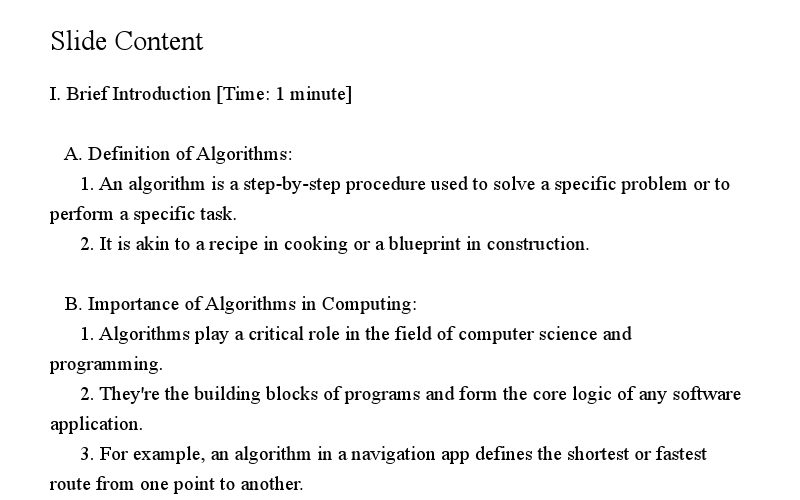 Slide Content
I. Brief Introduction [Time: 1 minute]
A. Definition of Algorithms:
1. An algorithm is a step-by-step procedure used to solve a specific problem or to
perform a specific task.
2. It is akin to a recipe in cooking or a blueprint in construction.
B. Importance of Algorithms in Computing:
1. Algorithms play a critical role in the field of computer science and
programming.
2. They're the building blocks of programs and form the core logic of any software
application.
3. For example, an algorithm in a navigation app defines the shortest or fastest
route from one point to another.